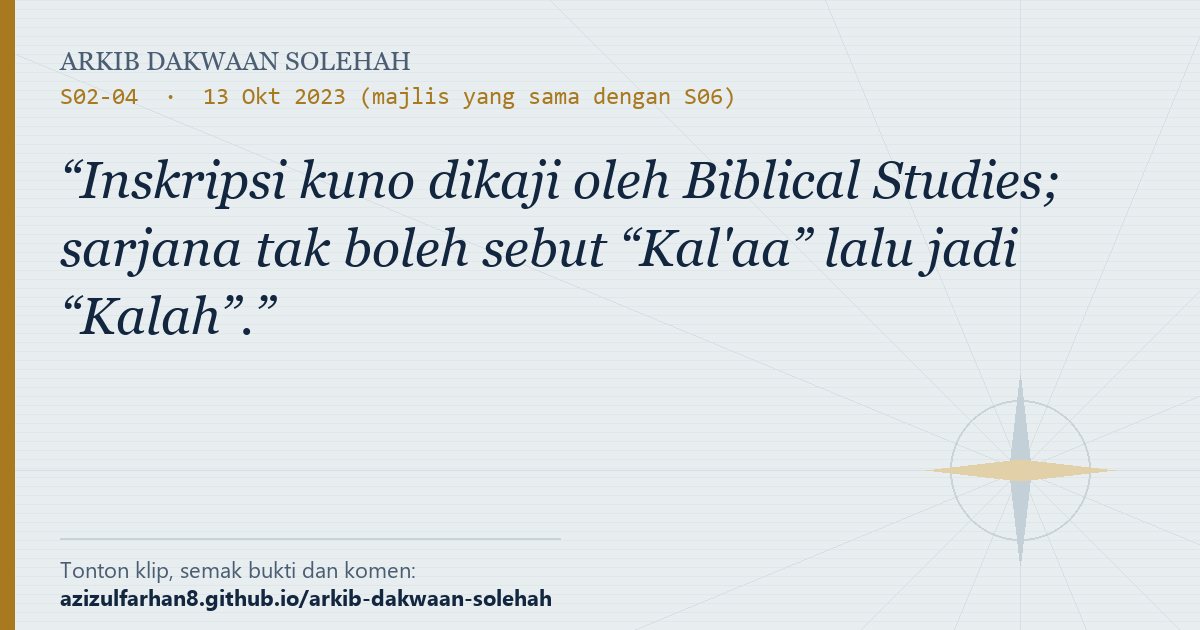 ARKIB DAKWAAN SOLEHAH
S02-04 · 13 Okt 2023 (majlis yang sama dengan S06)
“Inskripsi kuno dikaji oleh Biblical Studies;
sarjana tak boleh sebut “Kal'aa” lalu jadi
“Kalah”.”
Tonton klip, semak bukti dan komen:
azizulfarhan8.github.io/arkib-dakwaan-solehah